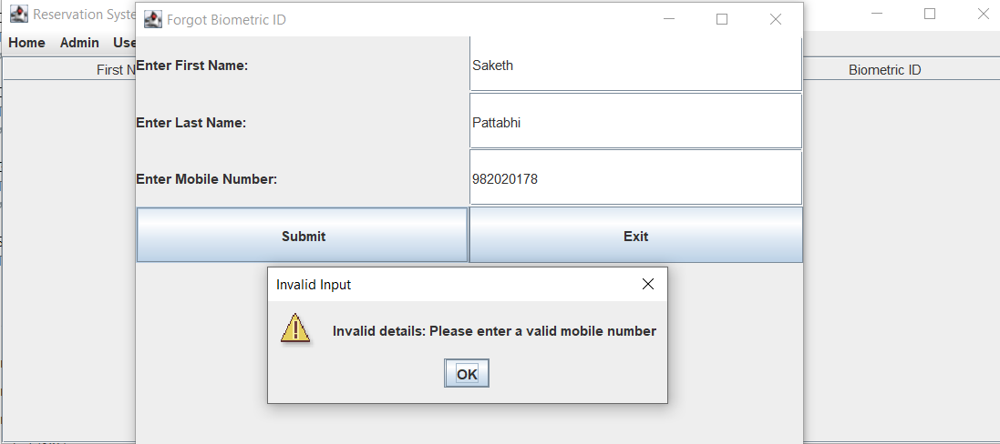 Reservation Syste
Forgot Biometric ID
Home Admin Use
First N
Biometric ID
Enter First Name:
Saketh
Enter Last Name:
Pattabhi
Enter Mobile Number:
982020178
Submit
Exit
Invalid Input
Invalid details: Please enter a valid mobile number
OK